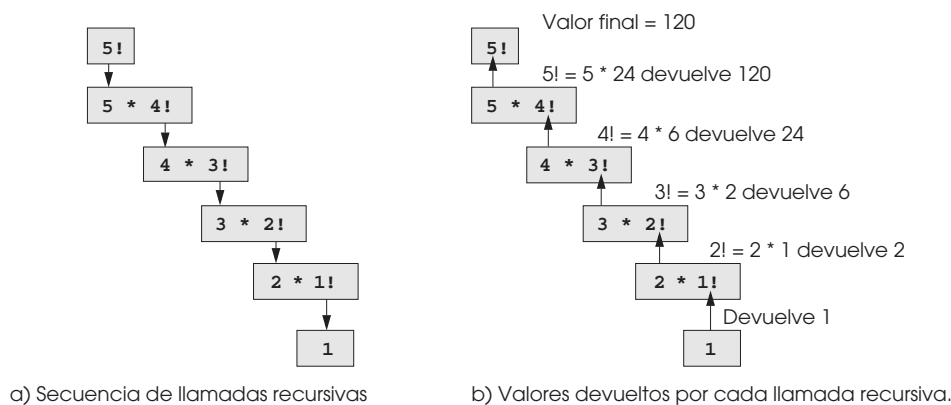 5!
5 * 4!
4 * 3!
3 * 2!
2 * 1!
1
a) Secuencia de llamadas recursivas
Valor final = 120
5!
5! = 5 * 24 devuelve 120
5 * 4!
4! = 4 * 6 devuelve 24
4 * 3!
3! = 3 * 2 devuelve 6
3 * 2!
2! = 2 * 1 devuelve 2
2 * 1!
Devuelve 1
1
b) Valores devueltos por cada llamada recursiva.